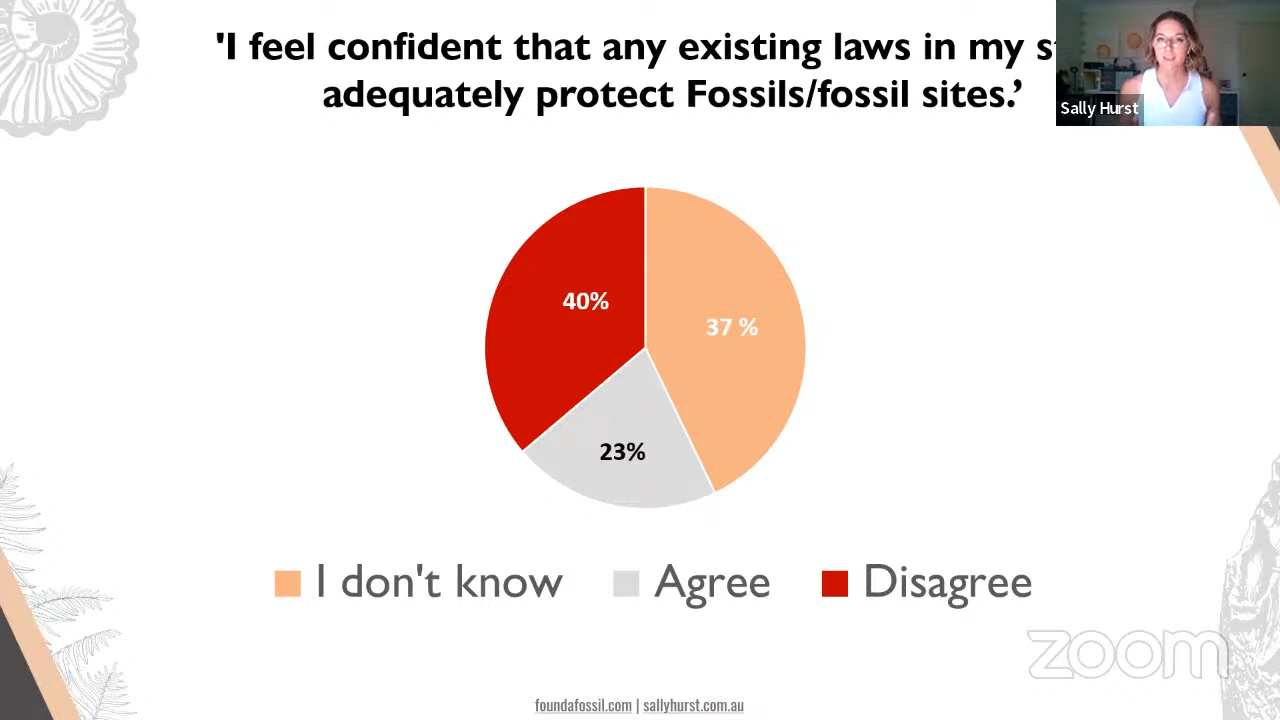 'I feel confident that any existing laws in my
adequately protect Fossils/fossil sites.’
Sally Hurst
40%
37 %
23%
I don't know
Agree
Disagree
zoom
foundafossil.com | sallyhurst.com.au